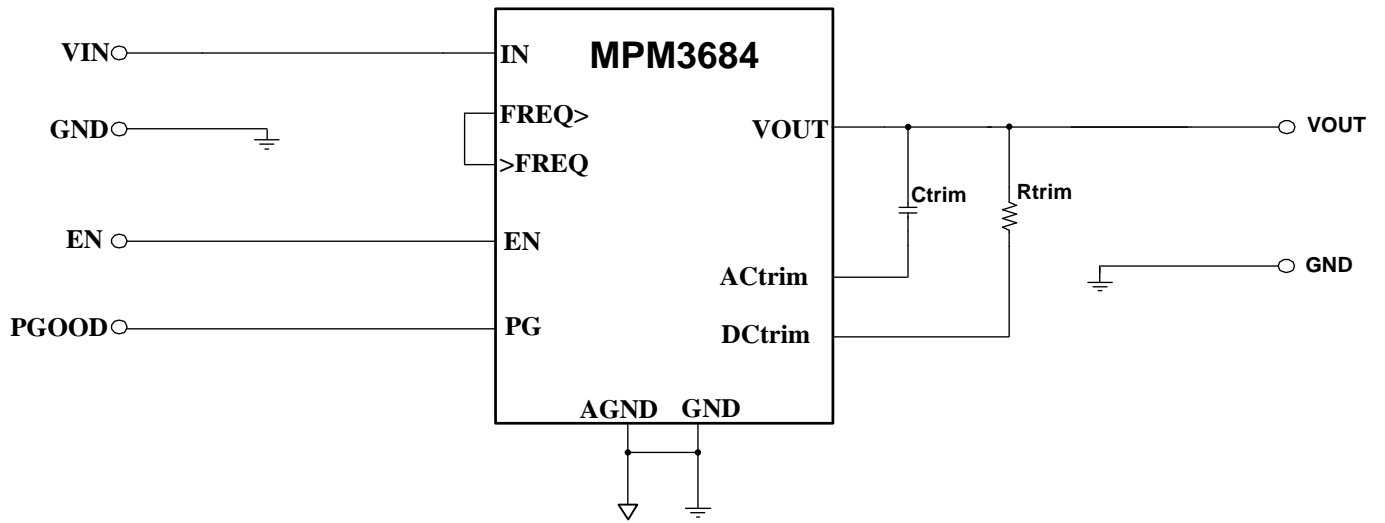 MPM3684
VIN
IN
FREQ>
GND
VOUT
VOUT
>FREQ
Ctrim
Rtrim
EN
EN
ACtrim
GND
PGOOD
PG
DCtrim
AGND
GND